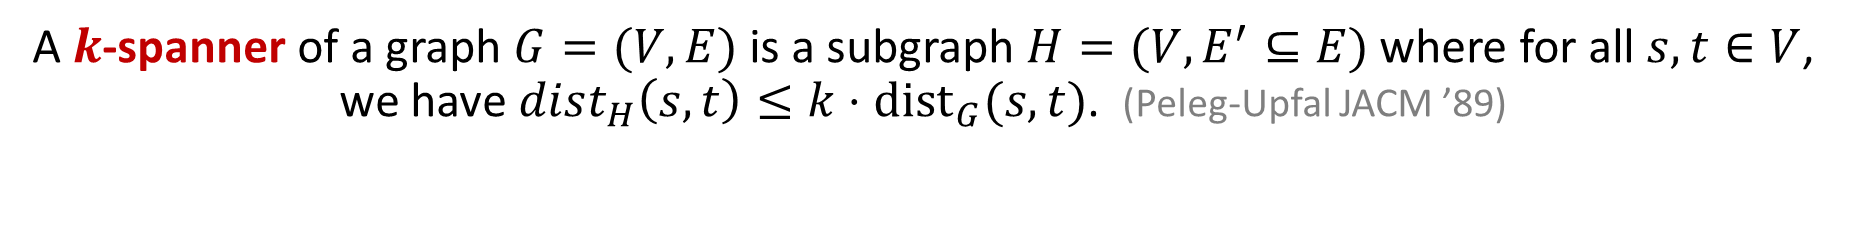 A k-spanner of a graph G = (V, E) is a subgraph H = (V, E′ ⊆ E) where for all s, t ∈ V,
we have dist_H(s, t) ≤ k · dist_G(s, t). (Peleg-Upfal JACM ’89)